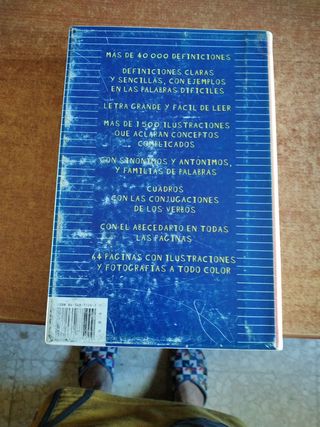 MÁS DE 40 000 DEFINICIONES
DEFINICIONES CLARAS
Y SENCILLAS, CON EJEMPLOS
EN LAS PALABRAS DIFÍCILES
LETRA GRANDE Y FÁCIL DE LEER
MÁS DE 1 500 ILUSTRACIONES
QUE ACLARAN CONCEPTOS
COMPLICADOS
CON SINÓNIMOS Y ANTÓNIMOS,
Y FAMILIAS DE PALABRAS
CUADROS
CON LAS CONJUGACIONES
DE LOS VERBOS
CON EL ABECEDARIO EN TODAS
LAS PÁGINAS
64 PÁGINAS CON ILUSTRACIONES
Y FOTOGRAFÍAS A TODO COLOR